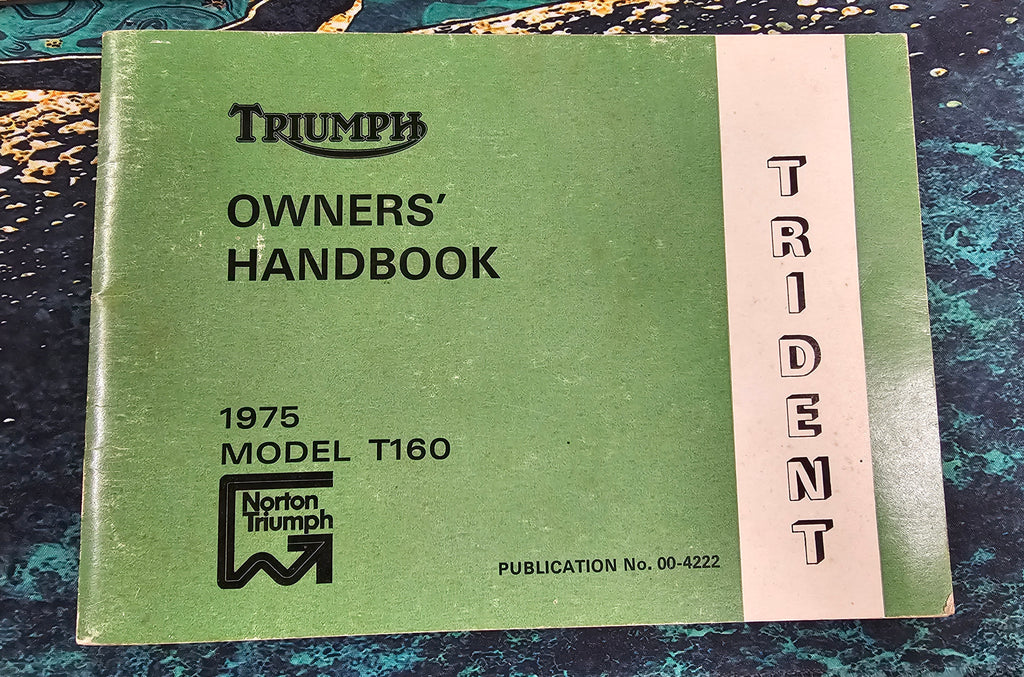 TRIUMPH
OWNERS'
HANDBOOK
1975
MODEL T160
Norton
Triumph
PUBLICATION No. 00-4222
TRIDENT